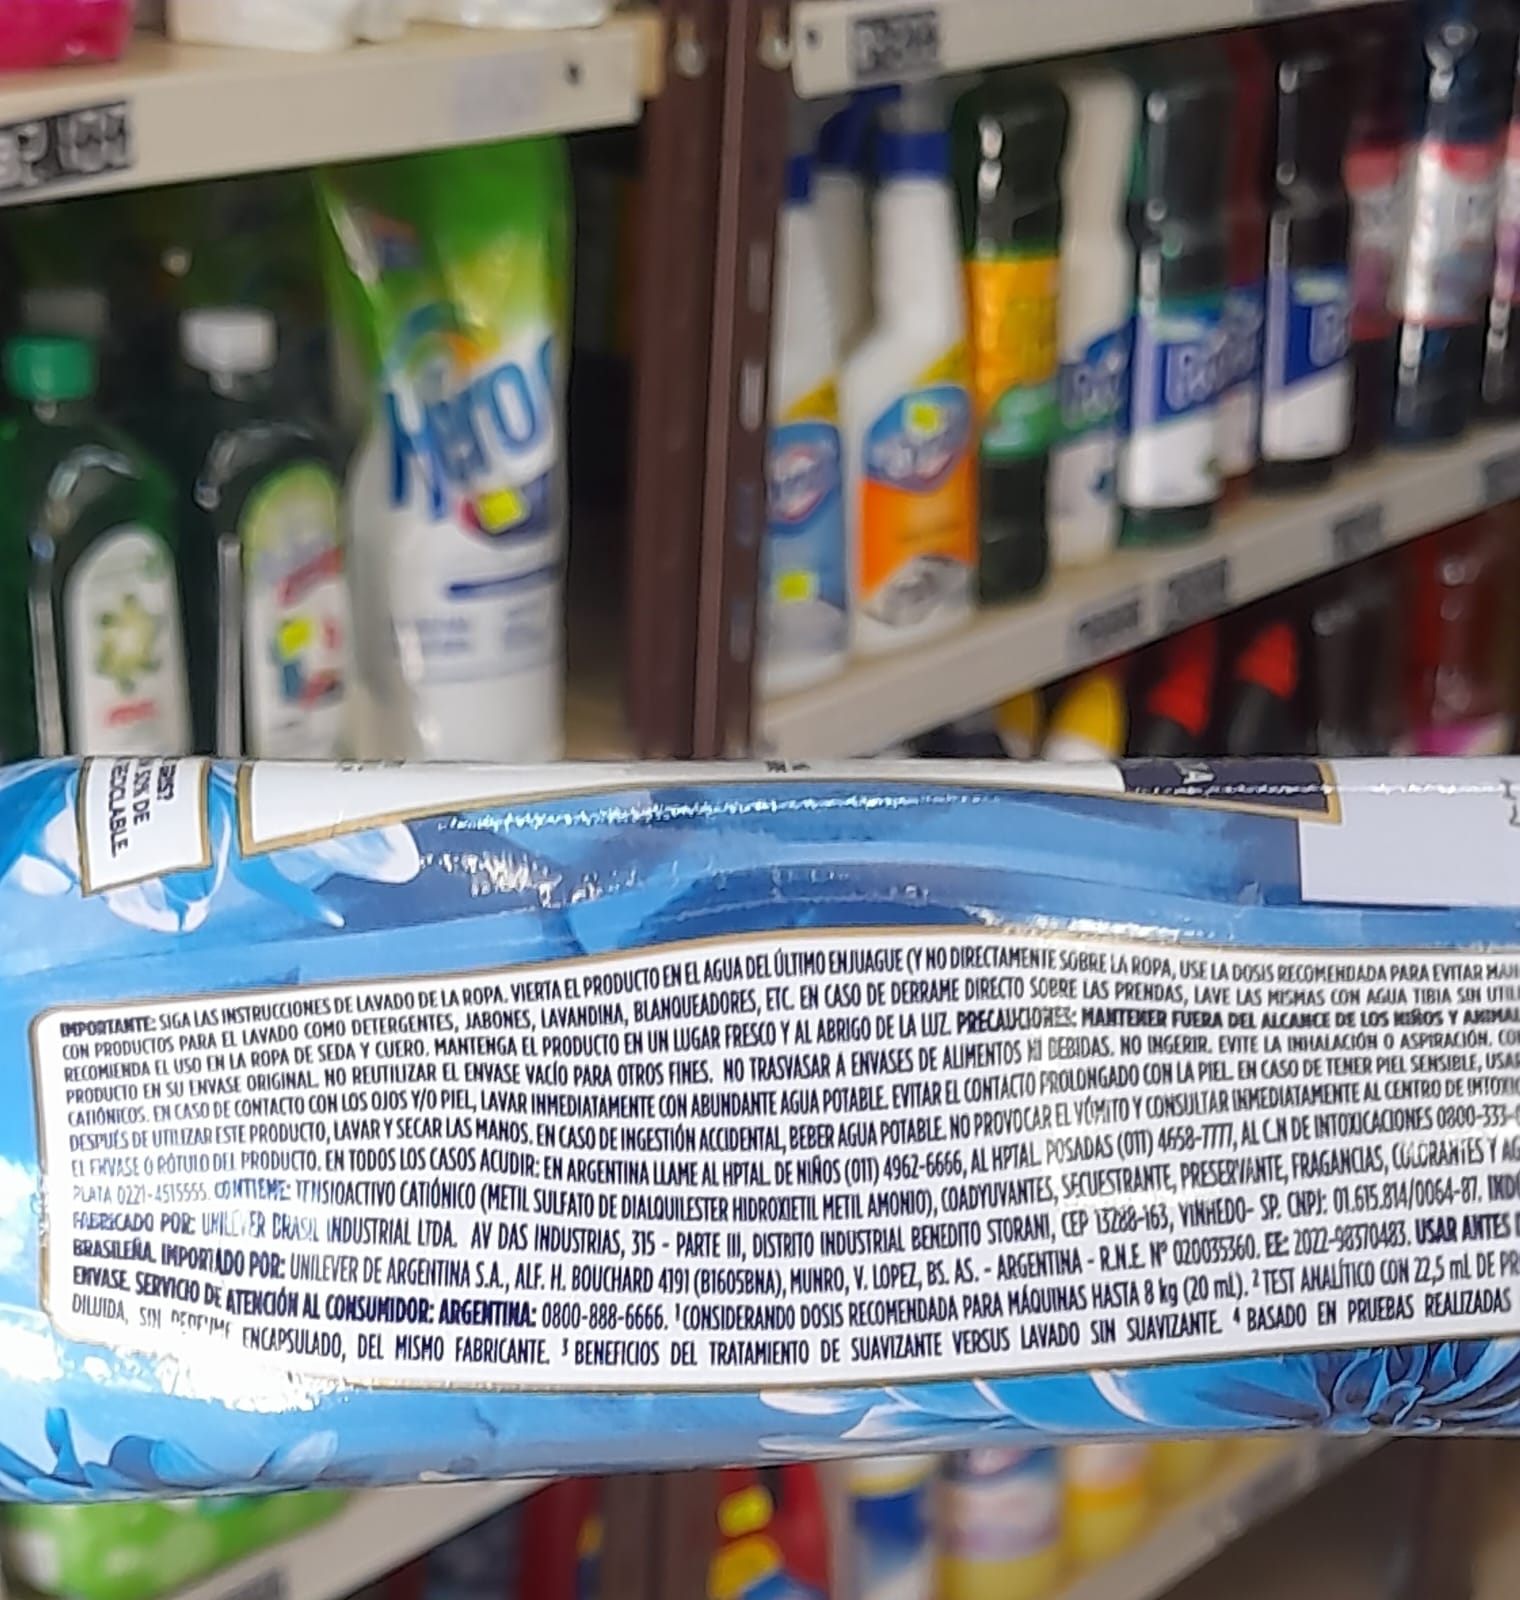 50% DE
RECICLABLE.
Ayro
IMPORTANTE: SIGA LAS INSTRUCCIONES DE LAVADO DE LA ROPA. VIERTA EL PRODUCTO EN EL AGUA DEL ÚLTIMO ENJUAGUE (Y NO DIRECTAMENTE SOBRE LA ROPA, USE LA DOSIS RECOMENDADA PARA EVITAR
CON PRODUCTOS PARA EL LAVADO COMO DETERGENTES, JABONES, LAVANDINA, BLANQUEADORES, ETC. EN CASO DE DERRAME DIRECTO SOBRE LAS PRENDAS, LAVE LAS MISMAS CON AGUA TIBIA SIN
RECOMIENDA EL USO EN LA ROPA DE SEDA Y CUERO. MANTENGA EL PRODUCTO EN UN LUGAR FRESCO Y AL ABRIGO DE LA LUZ. PRECAUCIONES: MANTENER FUERA DEL ALCANCE DE LOS NIÑOS Y
PRODUCTO EN SU ENVASE ORIGINAL. NO REUTILIZAR EL ENVASE VACÍO PARA OTROS FINES. NO TRASVASAR A ENVASES DE ALIMENTOS NI BEBIDAS. NO INGERIR. EVITE LA INHALACIÓN O ASPIRACIÓN.
CATIÓNICOS. EN CASO DE CONTACTO CON LOS OJOS Y/O PIEL, LAVAR INMEDIATAMENTE CON ABUNDANTE AGUA POTABLE. EVITAR EL CONTACTO PROLONGADO CON LA PIEL. EN CASO DE TENER PIEL SENSIBLE,
DESPUÉS DE UTILIZAR ESTE PRODUCTO, LAVAR Y SECAR LAS MANOS. EN CASO DE INGESTIÓN ACCIDENTAL, BEBER AGUA POTABLE. NO PROVOCAR EL VÓMITO Y CONSULTAR INMEDIATAMENTE AL CENTRO DE
EL ENVASE O RÓTULO DEL PRODUCTO. EN TODOS LOS CASOS ACUDIR: EN ARGENTINA LLAME AL HPTAL. DE NIÑOS (011) 4962-6666, AL HPTAL. POSADAS (011) 4658-7777, AL C.N DE INTOXICACIONES 0800-333-
PLATA 0221-4515555. CONTIENE: TENSIOACTIVO CATIÓNICO (METIL SULFATO DE DIALQUILESTER HIDROXIETIL METIL AMONIO), COADYUVANTES, SECUESTRANTE, PRESERVANTE, FRAGANCIAS, COLORANTES Y
FABRICADO POR: UNILEVER BRASIL INDUSTRIAL LTDA. AV DAS INDUSTRIAS, 315 - PARTE III, DISTRITO INDUSTRIAL BENEDITO STORANI, CEP 13288-163, VINHEDO- SP. CNPJ: 01.615.814/0064-87.
BRASILEÑA. IMPORTADO POR: UNILEVER DE ARGENTINA S.A., ALF. H. BOUCHARD 4191 (B1605BNA), MUNRO, V. LOPEZ, BS. AS. - ARGENTINA - R.N.E. Nº 020035360. EE: 2022-98370483. USAR ANTES
ENVASE. SERVICIO DE ATENCIÓN AL CONSUMIDOR: ARGENTINA: 0800-888-6666. ¹CONSIDERANDO DOSIS RECOMENDADA PARA MÁQUINAS HASTA 8 kg (20 mL). ²TEST ANALÍTICO CON 22,5 mL DE
DILUIDA, SIN PERFUME ENCAPSULADO, DEL MISMO FABRICANTE. ³ BENEFICIOS DEL TRATAMIENTO DE SUAVIZANTE VERSUS LAVADO SIN SUAVIZANTE. ⁴ BASADO EN PRUEBAS REALIZADAS